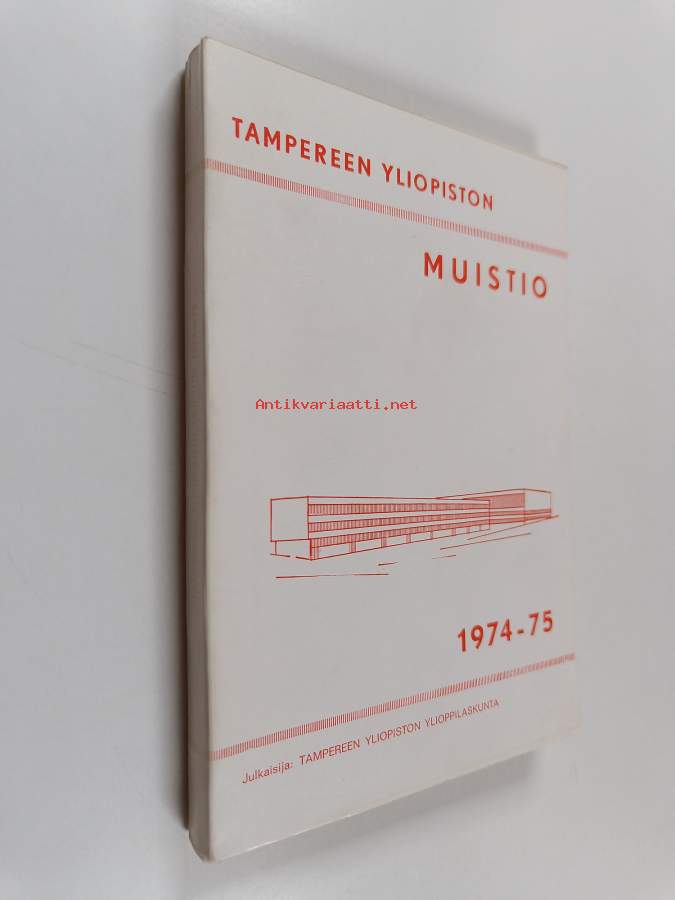 TAMPEREEN YLIOPISTON
MUISTIO
Antikvariaatti.net
1974-75
Julkaisija: TAMPEREEN YLIOPISTON YLIOPPILASKUNTA